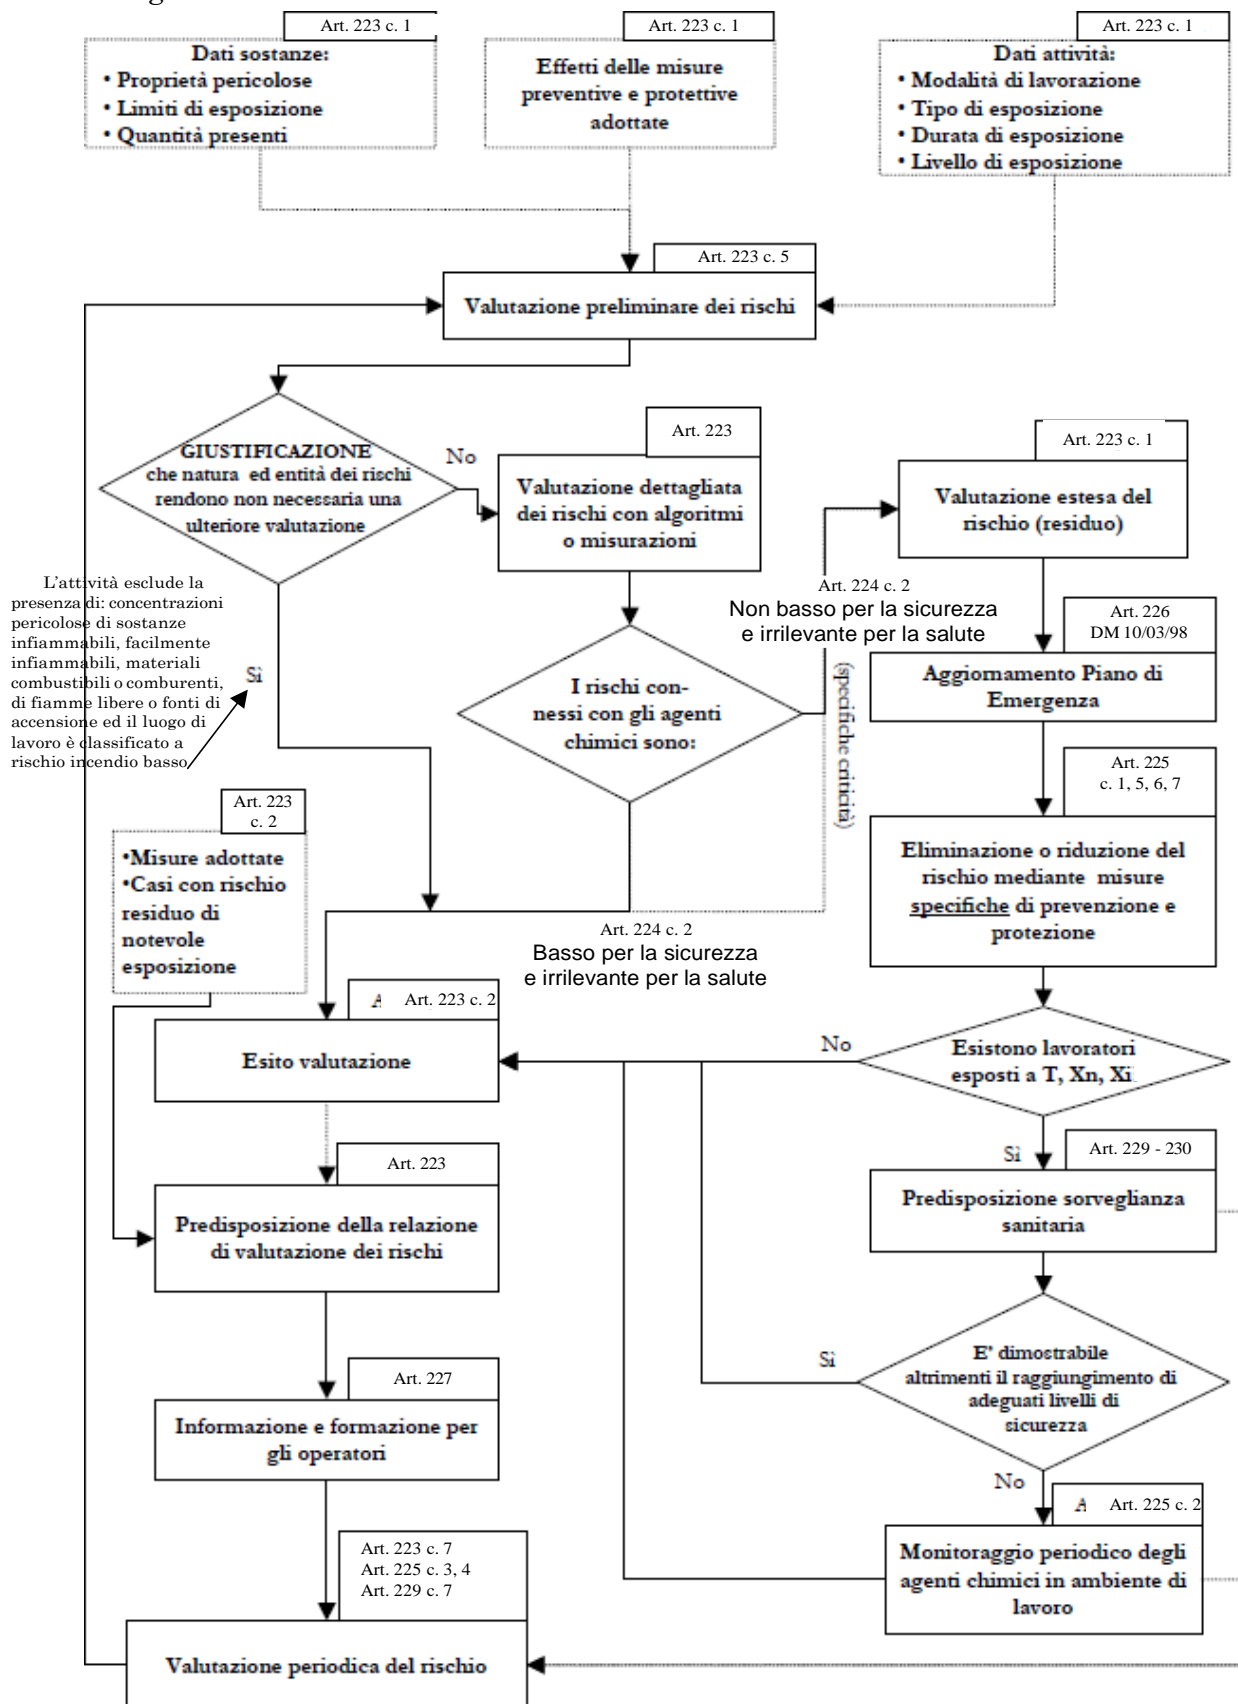 Art. 223 c. 1
Dati sostanze:
• Proprietà pericolose
• Limiti di esposizione
• Quantità presenti
Art. 223 c. 1
Effetti delle misure
preventive e protettive
adottate
Art. 223 c. 1
Dati attività:
• Modalità di lavorazione
• Tipo di esposizione
• Durata di esposizione
• Livello di esposizione
Art. 223 c. 5
Valutazione preliminare dei rischi
GIUSTIFICAZIONE
che natura ed entità dei rischi
rendono non necessaria una
ulteriore valutazione
No
Art. 223
Valutazione dettagliata
dei rischi con algoritmi
o misurazioni
Art. 223 c. 1
Valutazione estesa del
rischio (residuo)
L'attività esclude la
presenza di: concentrazioni
pericolose di sostanze
infiammabili, facilmente
infiammabili, materiali
combustibili o comburenti,
di fiamme libere o fonti di
accensione ed il luogo di
lavoro è classificato a
rischio incendio basso
Sì
Art. 224 c. 2
Non basso per la sicurezza
e irrilevante per la salute
(specifiche criticità)
I rischi con-
nessi con gli agenti
chimici sono:
Art. 226
DM 10/03/98
Aggiornamento Piano di
Emergenza
Art. 225
c. 1, 5, 6, 7
Eliminazione o riduzione del
rischio mediante misure
specifiche di prevenzione e
protezione
Art. 223
c. 2
•Misure adottate
•Casi con rischio
residuo di
notevole
esposizione
Art. 224 c. 2
Basso per la sicurezza
e irrilevante per la salute
A Art. 223 c. 2
Esito valutazione
No
Esistono lavoratori
esposti a T, Xn, Xi
Sì
Art. 229 - 230
Predisposizione sorveglianza
sanitaria
Art. 223
Predisposizione della relazione
di valutazione dei rischi
Sì
E' dimostrabile
altrimenti il raggiungimento di
adeguati livelli di
sicurezza
No
Art. 227
Informazione e formazione per
gli operatori
A Art. 225 c. 2
Monitoraggio periodico degli
agenti chimici in ambiente di
lavoro
Art. 223 c. 7
Art. 225 c. 3, 4
Art. 229 c. 7
Valutazione periodica del rischio